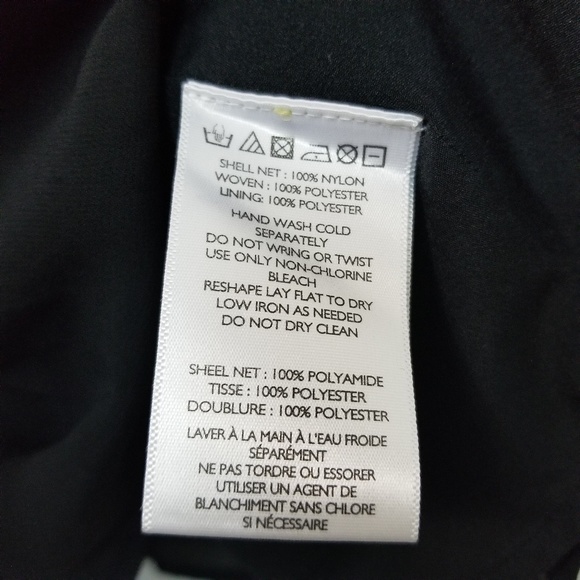 SHELL NET : 100% NYLON
WOVEN : 100% POLYESTER
LINING: 100% POLYESTER
HAND WASH COLD
SEPARATELY
DO NOT WRING OR TWIST
USE ONLY NON-CHLORINE
BLEACH
RESHAPE LAY FLAT TO DRY
LOW IRON AS NEEDED
DO NOT DRY CLEAN
SHEEL NET : 100% POLYAMIDE
TISSE : 100% POLYESTER
DOUBLURE : 100% POLYESTER
LAVER À LA MAIN À L'EAU FROIDE
SÉPARÉMENT
NE PAS TORDRE OU ESSORER
UTILISER UN AGENT DE
BLANCHIMENT SANS CHLORE
SI NÉCESSAIRE